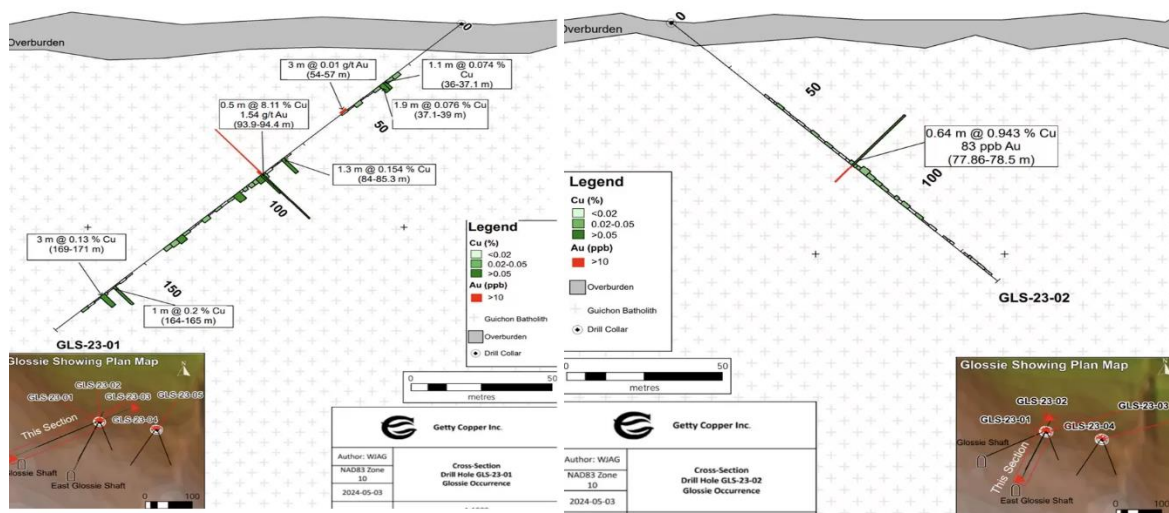 0
Overburden
3 m @ 0.01 g/t Au
(54-57 m)
1.1 m @ 0.074 %
Cu
(36-37.1 m)
0.5 m @ 8.11 % Cu
1.54 g/t Au
(93.9-94.4 m)
50
1.9 m @ 0.076 %
Cu
(37.1-39 m)
1.3 m @ 0.154 % Cu
(84-85.3 m)
100
3 m @ 0.13 % Cu
(169-171 m)
150
1 m @ 0.2 % Cu
(164-165 m)
GLS-23-01
Legend
Cu (%)
<0.02
0.02-0.05
>0.05
Au (ppb)
>10
Guichon Batholith
Overburden
Drill Collar
0
50
metres
Glossie Showing Plan Map
GLS-23-02
GLS-23-01
GLS-23-03
GLS-23-05
GLS-23-04
This Section
Glossie Shaft
East Glossie Shaft
0
100
Getty Copper Inc.
Author: WJAG
NAD83 Zone
10
2024-05-03
Cross-Section
Drill Hole GLS-23-01
Glossie Occurrence
0
Overburden
50
0.64 m @ 0.943 % Cu
83 ppb Au
(77.86-78.5 m)
100
GLS-23-02
Legend
Cu (%)
<0.02
0.02-0.05
>0.05
Au (ppb)
>10
Overburden
Guichon Batholith
Drill Collar
0
50
metres
Glossie Showing Plan Map
GLS-23-02
GLS-23-01
GLS-23-03
GLS-23-04
Glossie Shaft
This Section
East Glossie Shaft
0
100
Getty Copper Inc.
Author: WJAG
NAD83 Zone
10
2024-05-03
Cross-Section
Drill Hole GLS-23-02
Glossie Occurrence